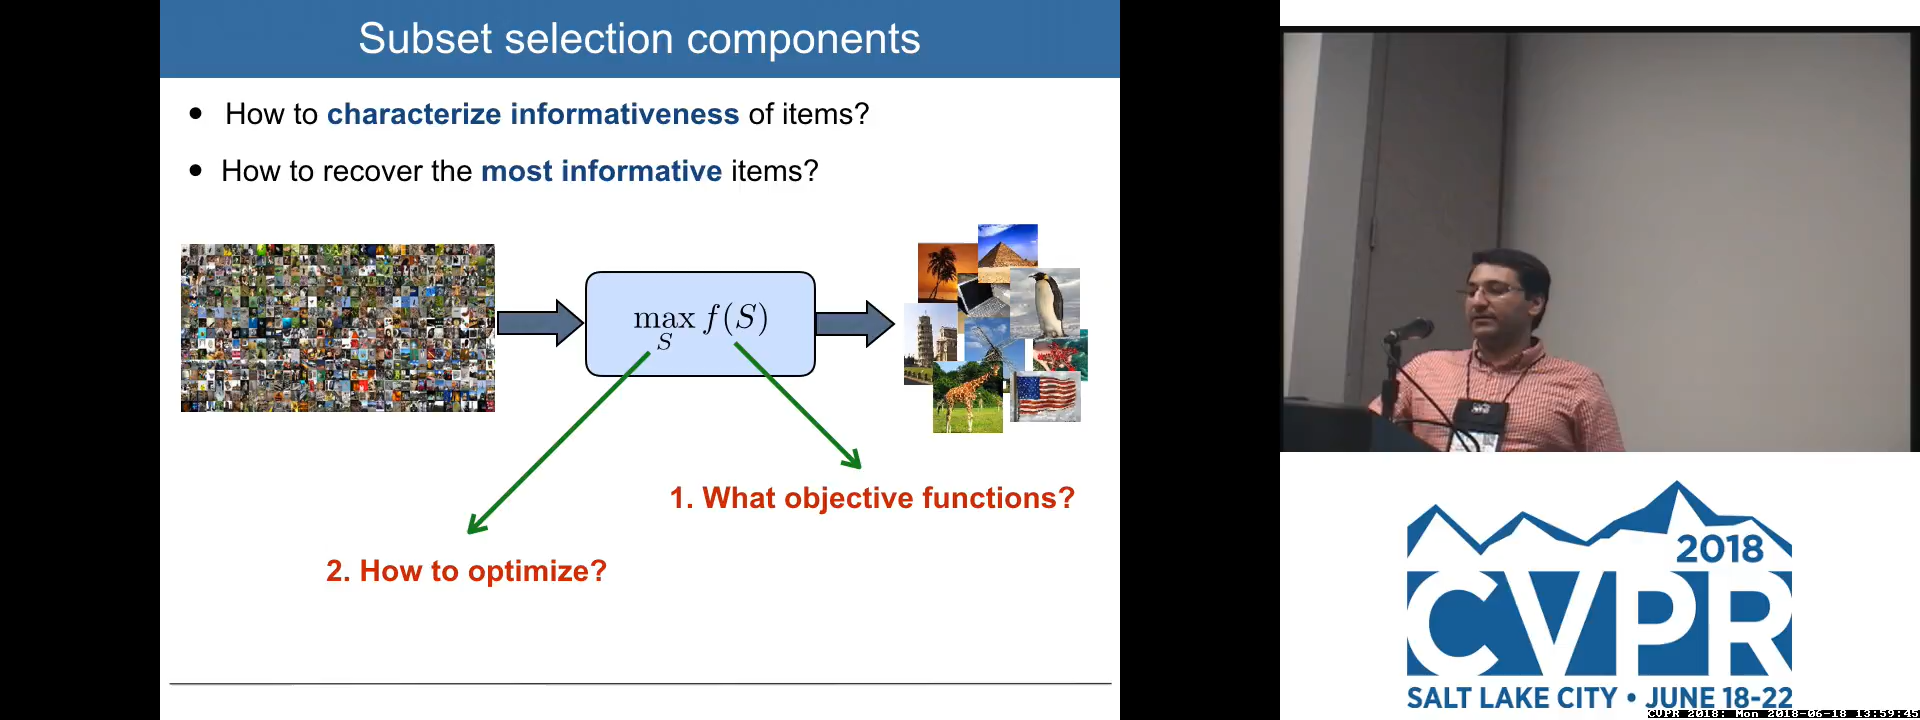 Subset selection components
• How to characterize informativeness of items?
• How to recover the most informative items?
max f(S)
S
1. What objective functions?
2. How to optimize?
2018
CVPR
SALT LAKE CITY • JUNE 18-22
CVPR 2018: Mon 2018-06-18 13:59:45